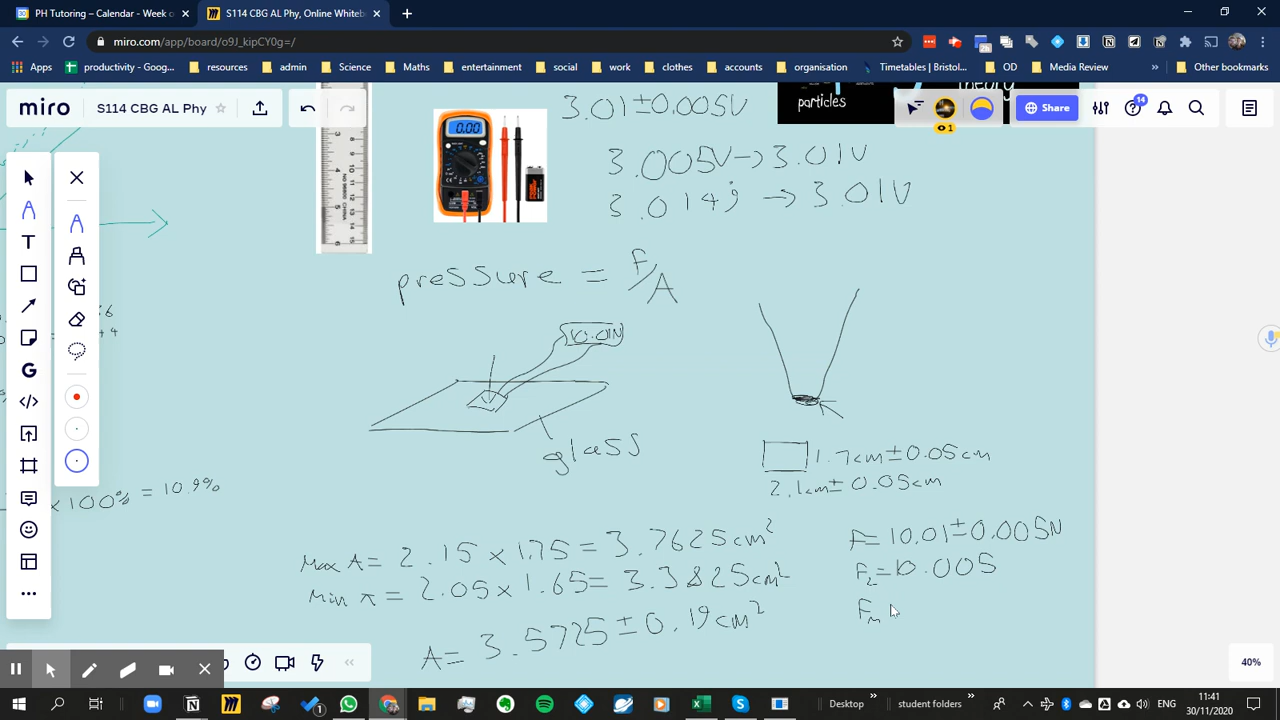 PH Tutoring – Calendar - Week o
S114 CBG AL Phy, Online Whiteb
miro.com/app/board/o9J_kipCY0g=/
Apps
productivity - Goog...
resources
admin
Science
Maths
entertainment
social
work
clothes
accounts
organisation
Timetables | Bristol...
OD
Media Review
Other bookmarks
miro
S114 CBG AL Phy
particles
theory
Share
14
1
3.01±0.005V
0.00
3.005V→3.01V
→ 3.01V
pressure = F/A
10.01N
glass
1.7cm±0.05cm
2.1cm±0.05cm
x 100% = 10.9%
Max A = 2.15 x 1.75 = 3.7625cm²
= 2.05 x 1.65 = 3.3825cm²
A = 3.5725±0.19cm²
F=10.01±0.005N
=10.005
40%
Desktop
student folders
ENG
11:41
30/11/2020